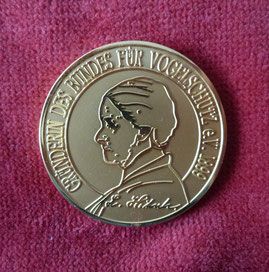 GRÜNDERIN DES BUNDES FÜR VOGELSCHUTZ e.V. 1899